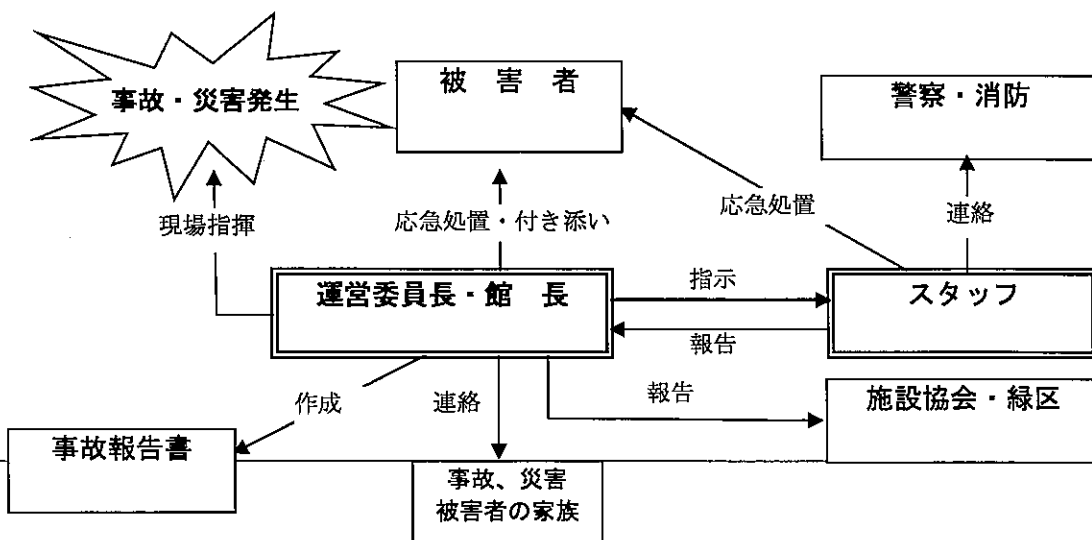 事故・災害発生
被　害　者
警察・消防
現場指揮
応急処置・付き添い
応急処置
連絡
運営委員長・館　長
指示
報告
スタッフ
作成
連絡
報告
施設協会・緑区
事故報告書
事故、災害
被害者の家族